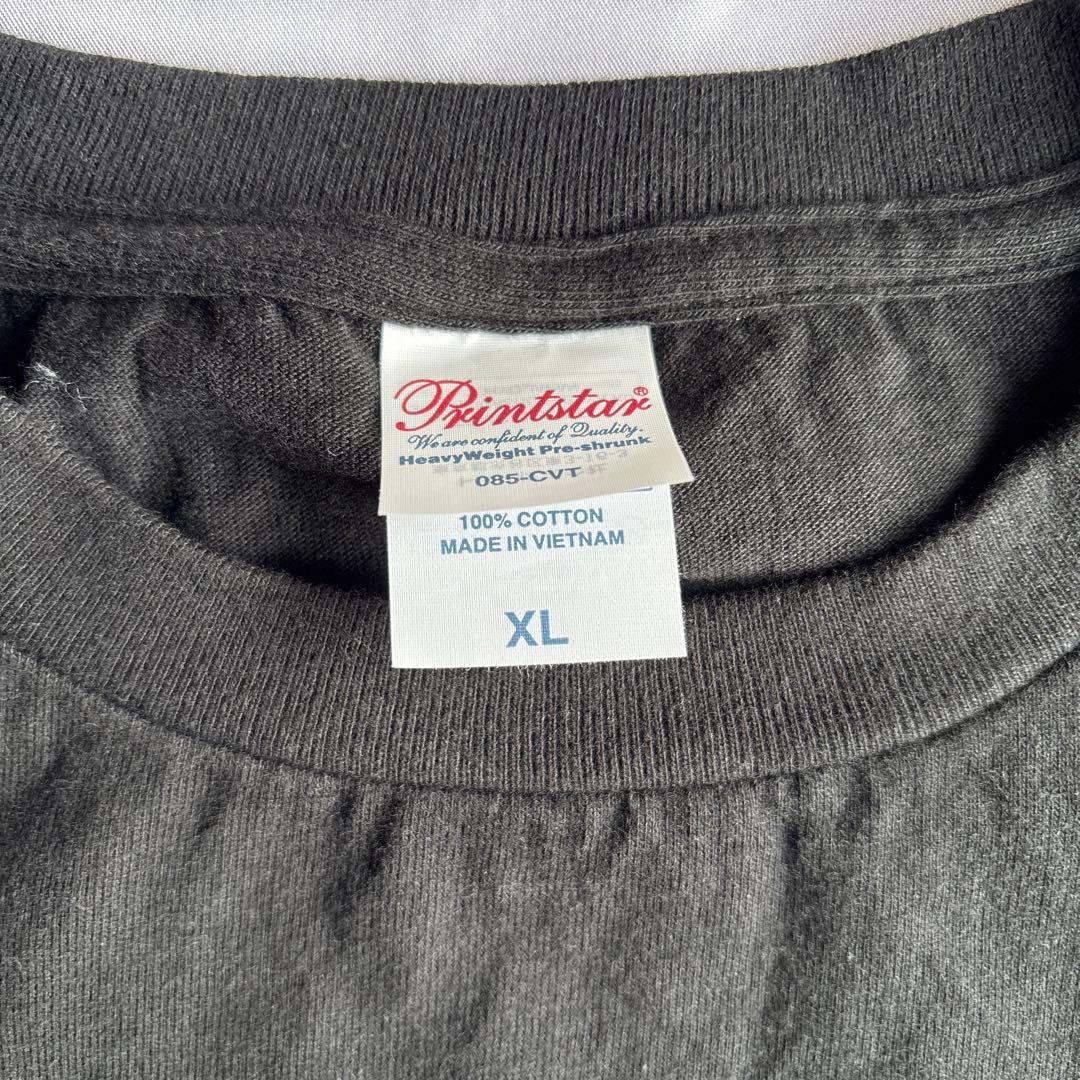 Printstar®
We are confident of Quality.
HeavyWeight Pre-shrunk
085-CVT
100% COTTON
MADE IN VIETNAM
XL